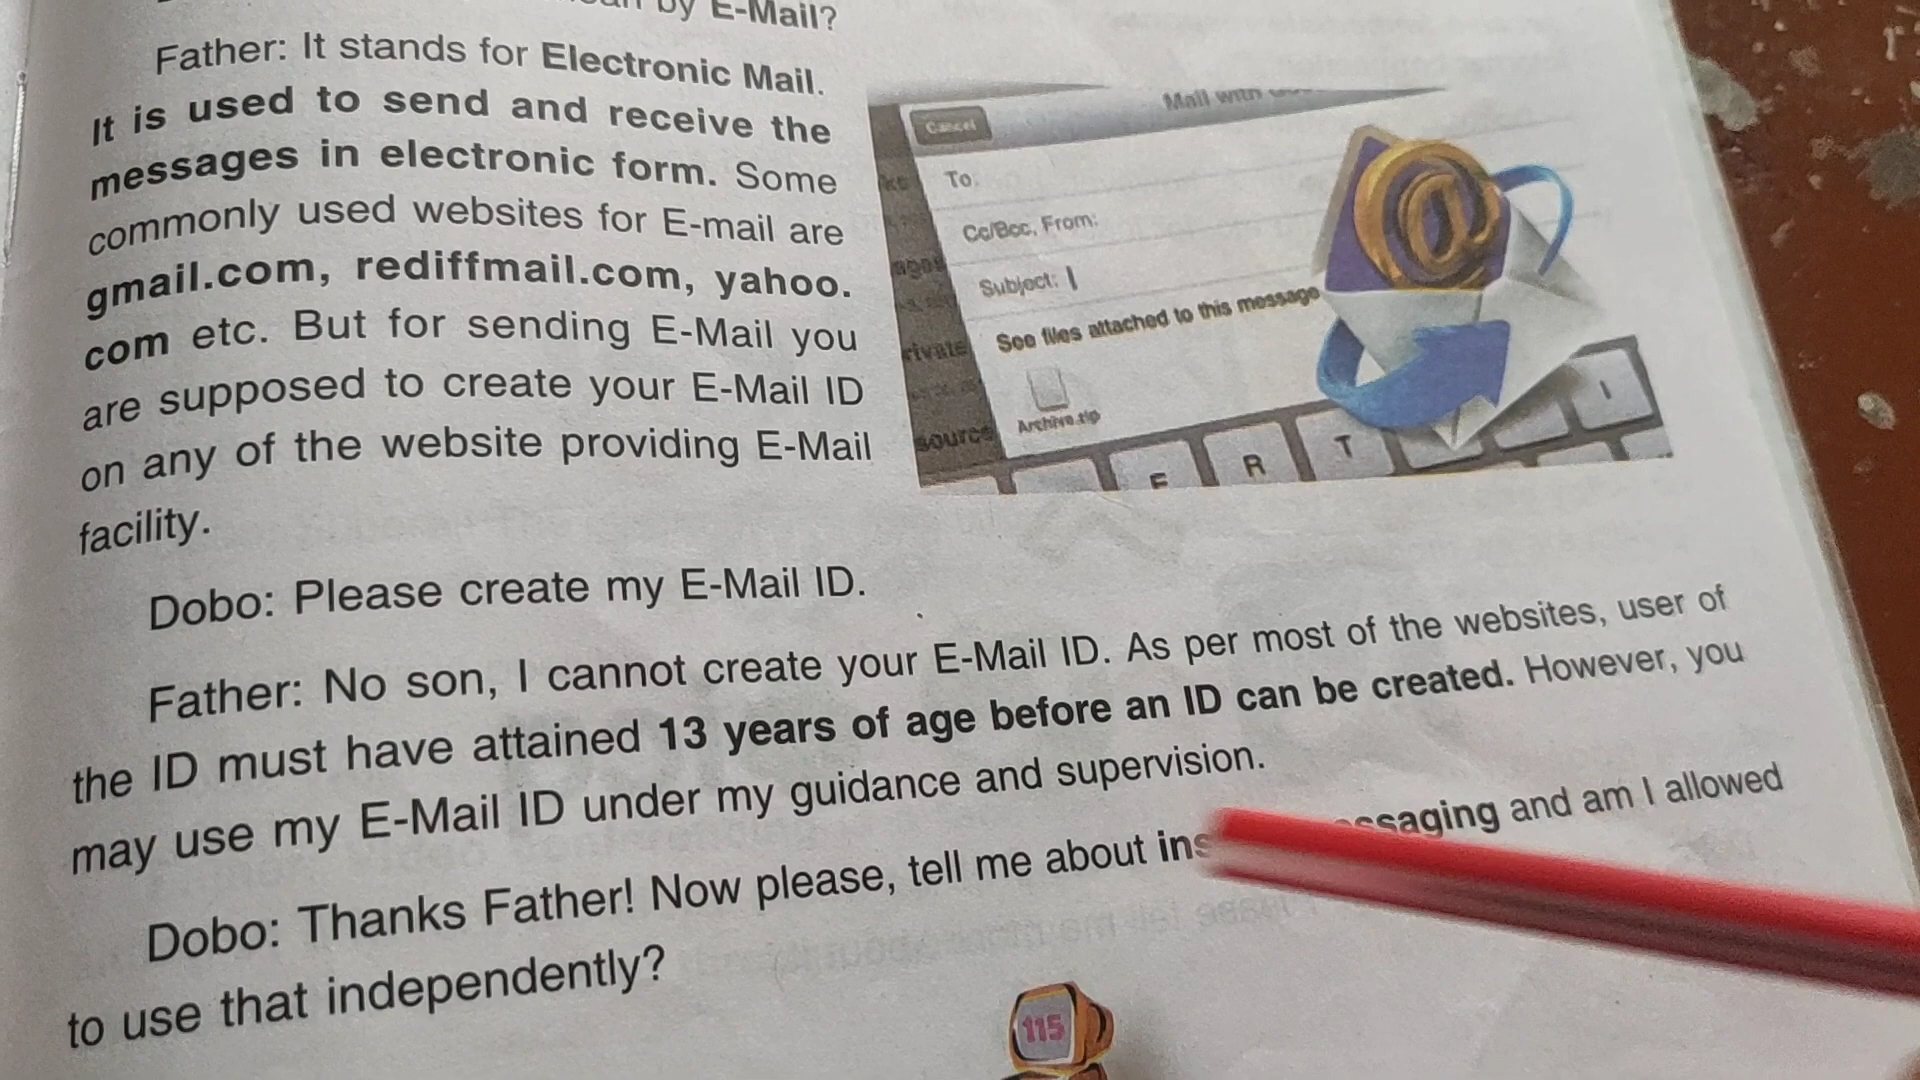 by E-Mail?
Father: It stands for Electronic Mail.
It is used to send and receive the
messages in electronic form. Some
commonly used websites for E-mail are
gmail.com, rediffmail.com, yahoo.
com etc. But for sending E-Mail you
are supposed to create your E-Mail ID
on any of the website providing E-Mail
facility.
Cancel
Mail with
To:
Cc/Bcc, From:
Subject:
See files attached to this message
Archive.zip
source
E R T
Dobo: Please create my E-Mail ID.
Father: No son, I cannot create your E-Mail ID. As per most of the websites, user of
the ID must have attained 13 years of age before an ID can be created. However, you
may use my E-Mail ID under my guidance and supervision.
Dobo: Thanks Father! Now please, tell me about and am I allowed
to use that independently?
115